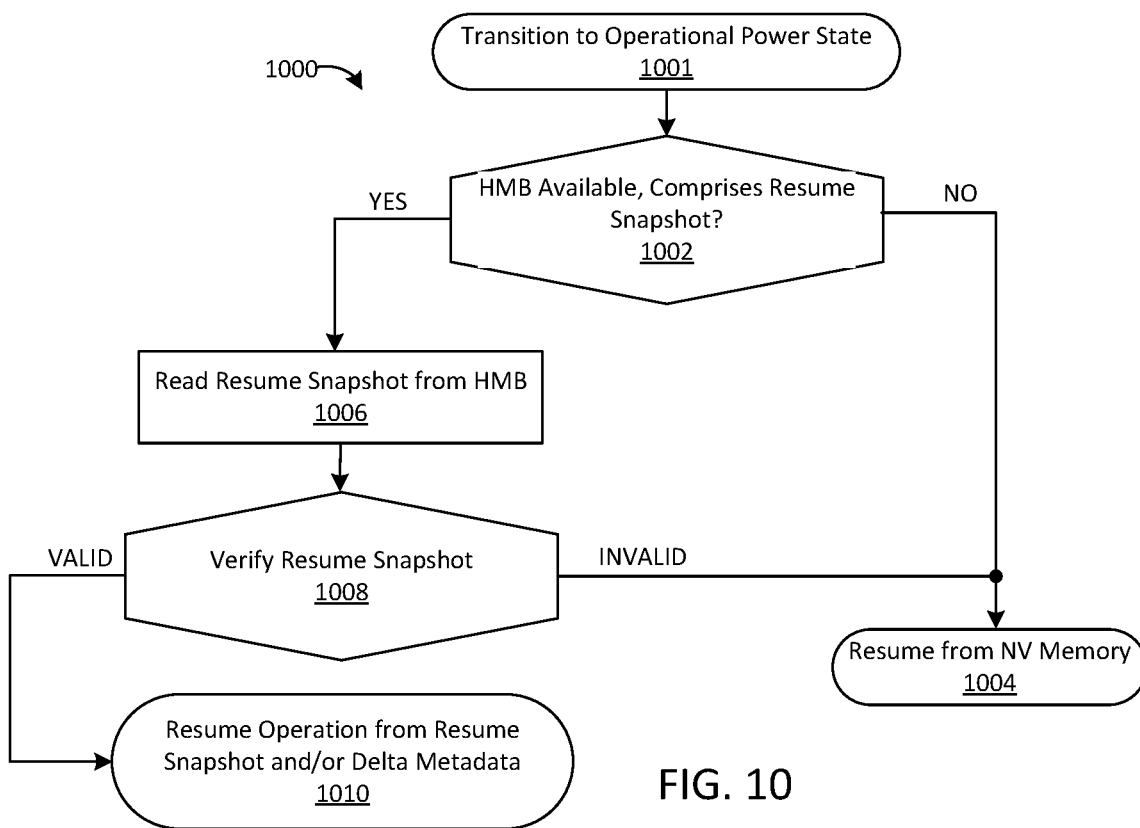 Transition to Operational Power State
1001
1000
HMB Available, Comprises Resume
Snapshot?
1002
YES
NO
Read Resume Snapshot from HMB
1006
VALID
Verify Resume Snapshot
1008
INVALID
Resume from NV Memory
1004
Resume Operation from Resume
Snapshot and/or Delta Metadata
1010
FIG. 10